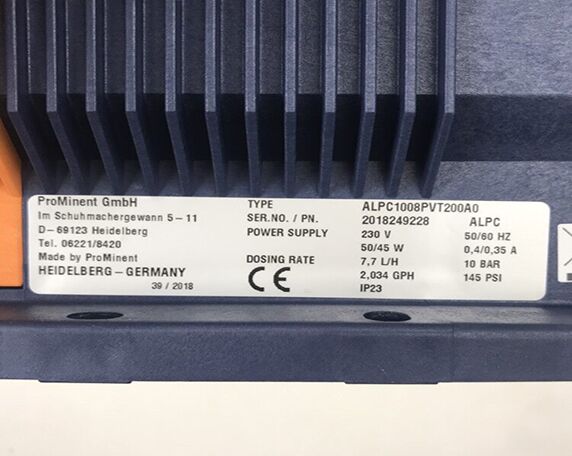 ProMinent GmbH
Im Schuhmachergewann 5 - 11
D- 69123 Heidelberg
Tel. 06221/8420
Made by ProMinent
HEIDELBERG - GERMANY
39 / 2018
TYPE ALPC1008PVT200A0
SER.NO. / PN. 2018249228 ALPC
POWER SUPPLY 230 V 50/60 HZ
50/45 W 0,4/0,35 A
DOSING RATE 7,7 L/H 10 BAR
CE 2,034 GPH 145 PSI
IP23